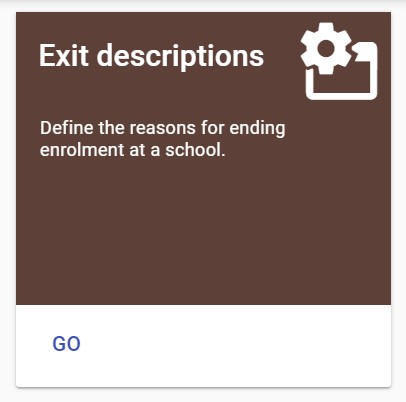 Exit descriptions
Define the reasons for ending
enrolment at a school.
GO